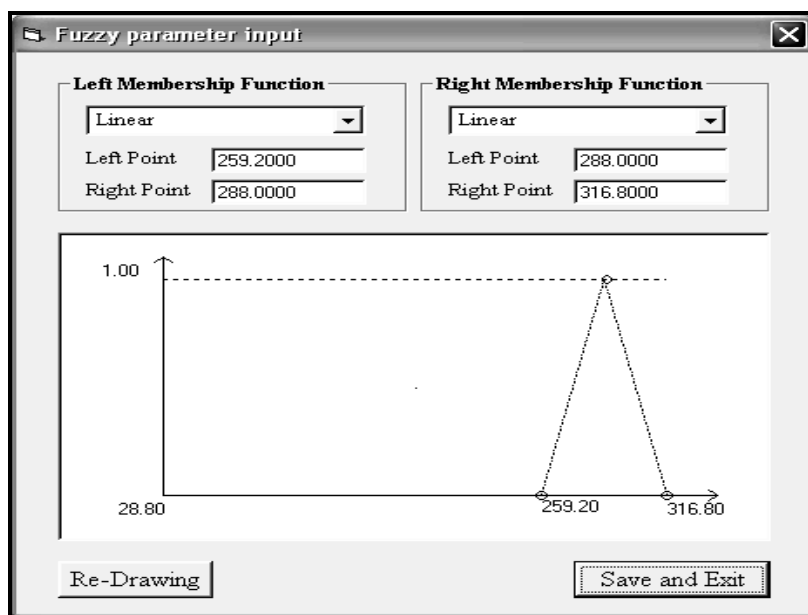 Fuzzy parameter input
Left Membership Function
Linear
Left Point 259.2000
Right Point 288.0000
Right Membership Function
Linear
Left Point 288.0000
Right Point 316.8000
1.00
28.80
259.20
316.80
Re-Drawing
Save and Exit